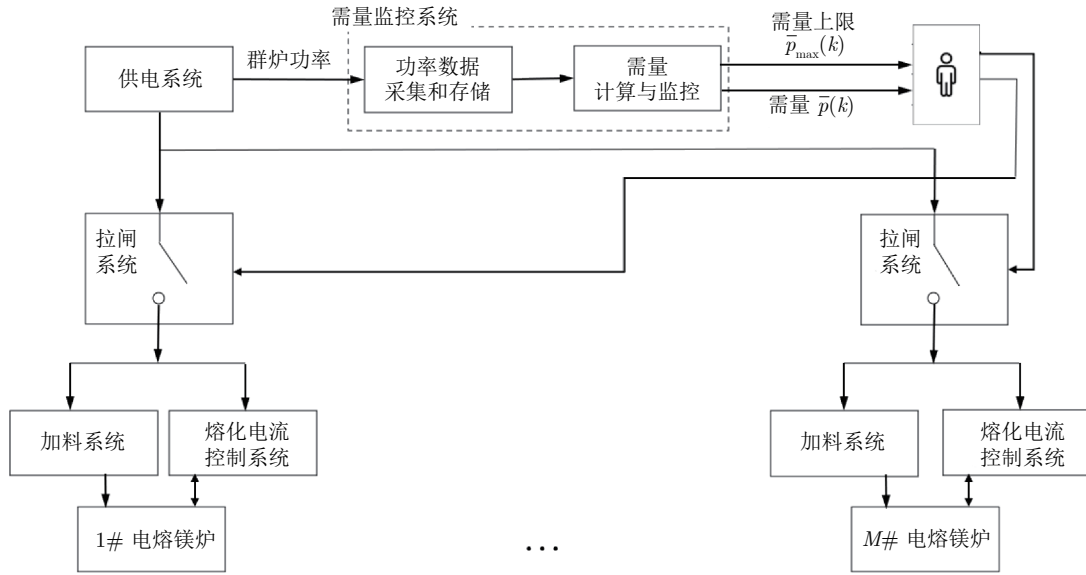 需量监控系统
需量上限
p̅max(k)
供电系统
群炉功率
功率数据
采集和存储
需量
计算与监控
需量 p̅(k)
拉闸
系统
拉闸
系统
加料系统
熔化电流
控制系统
加料系统
熔化电流
控制系统
1# 电熔镁炉
…
M# 电熔镁炉